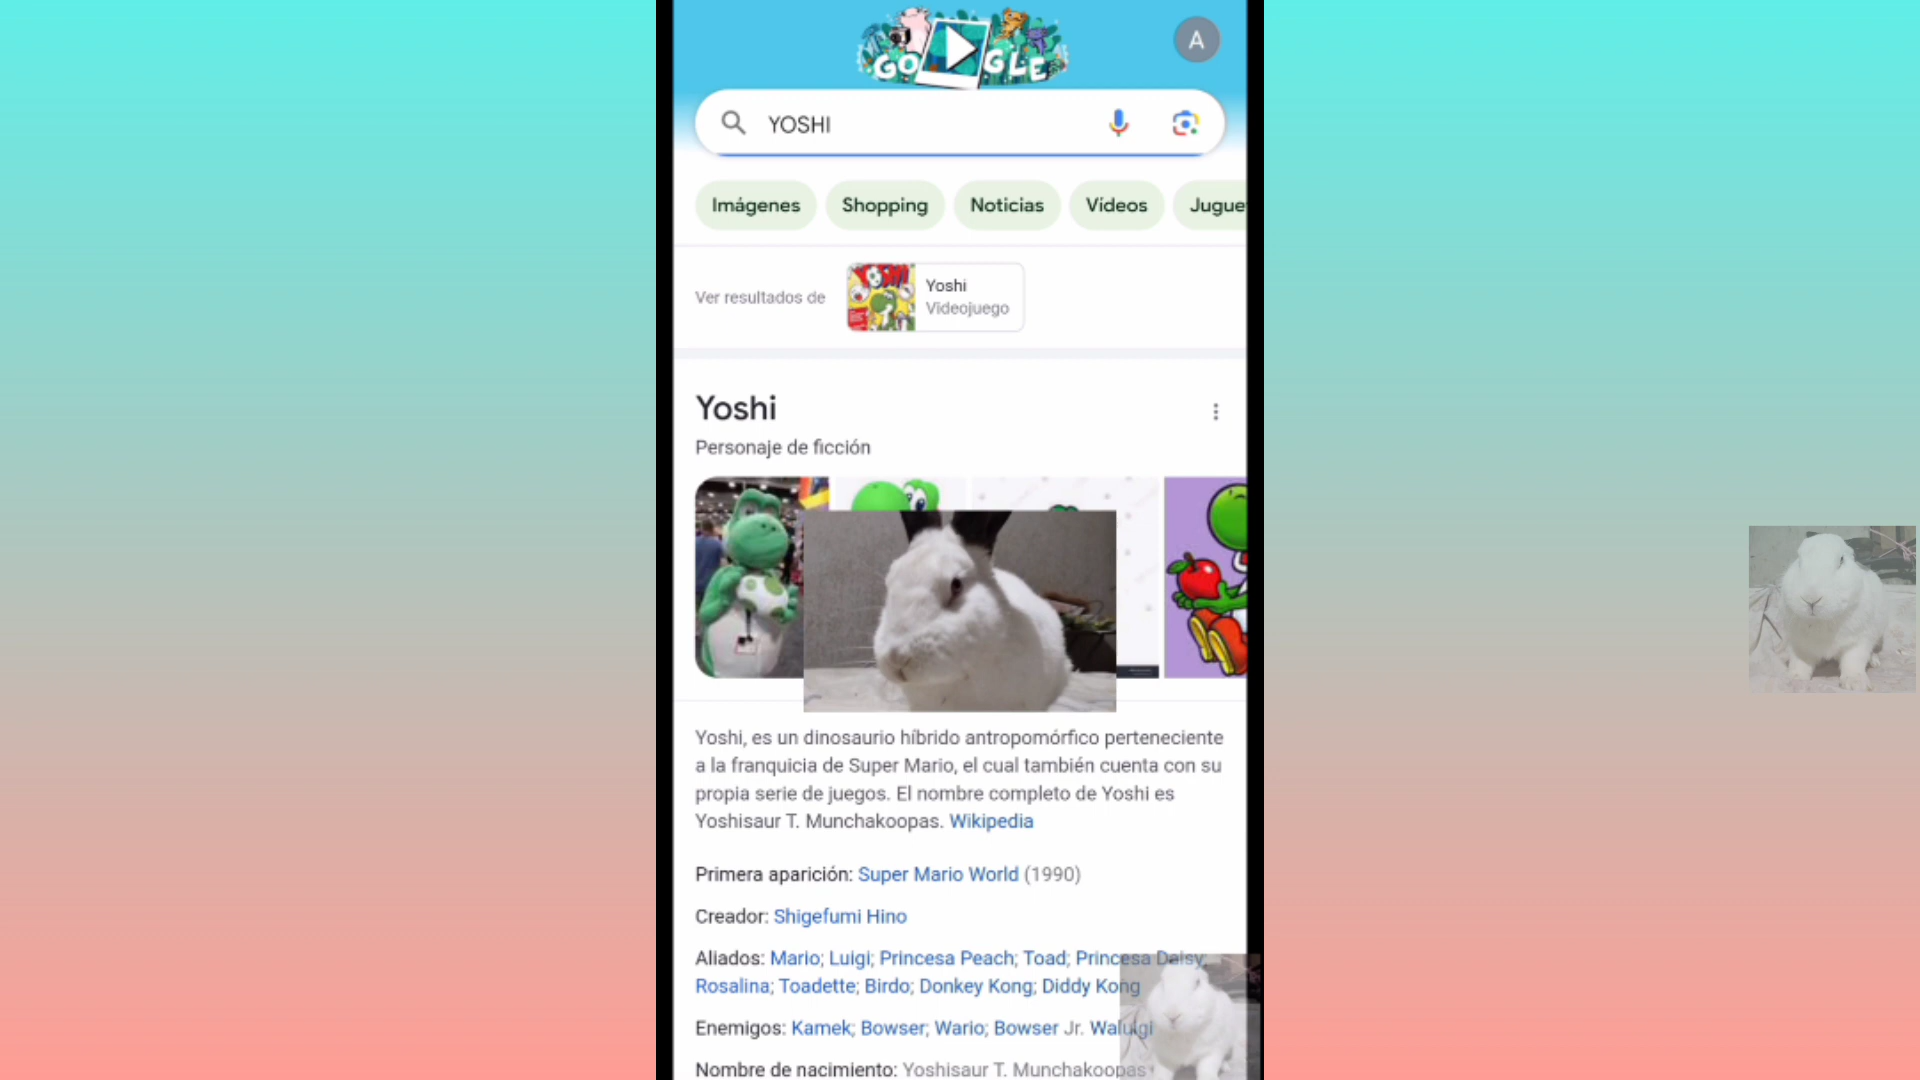 GO GLE
A
YOSHI
Imágenes
Shopping
Noticias
Vídeos
Jugue
Ver resultados de
Yoshi
Videojuego
Yoshi
Personaje de ficción
Yoshi, es un dinosaurio híbrido antropomórfico perteneciente
a la franquicia de Super Mario, el cual también cuenta con su
propia serie de juegos. El nombre completo de Yoshi es
Yoshisaur T. Munchakoopas. Wikipedia
Primera aparición: Super Mario World (1990)
Creador: Shigefumi Hino
Aliados: Mario; Luigi; Princesa Peach; Toad; Princesa Daisy;
Rosalina; Toadette; Birdo; Donkey Kong; Diddy Kong
Enemigos: Kamek; Bowser; Wario; Bowser Jr. Waluigi
Nombre de nacimiento: Yoshisaur T. Munchakoopas